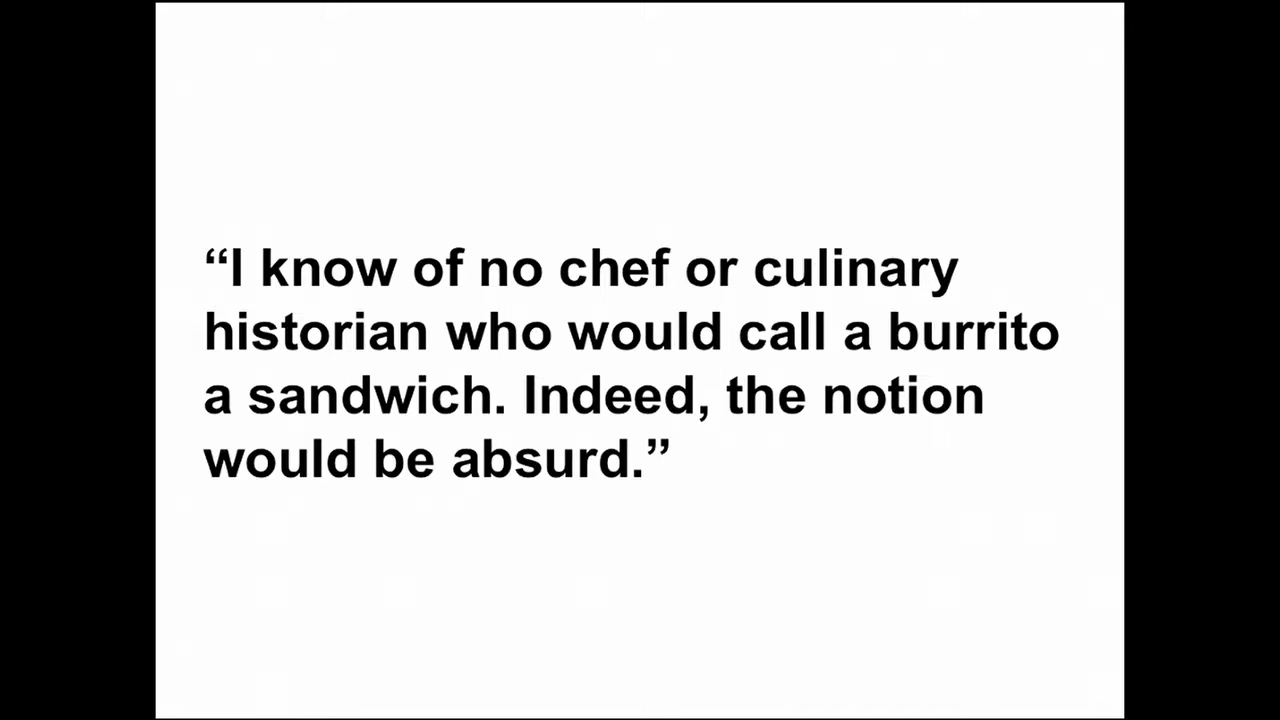 “I know of no chef or culinary
historian who would call a burrito
a sandwich. Indeed, the notion
would be absurd.”